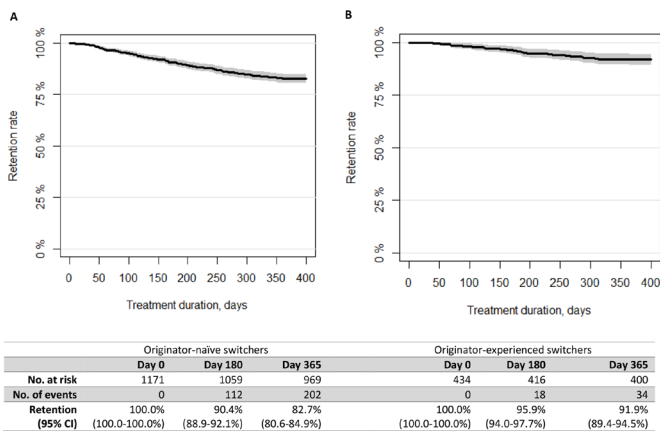 A
B
100 %
75 %
50 %
25 %
0 %
Retention rate
0 50 100 150 200 250 300 350 400
Treatment duration, days
100 %
75 %
50 %
25 %
0 %
Retention rate
0 50 100 150 200 250 300 350 400
Treatment duration, days
Originator-naïve switchers Originator-experienced switchers
Day 0 Day 180 Day 365 Day 0 Day 180 Day 365
No. at risk 1171 1059 969 434 416 400
No. of events 0 112 202 0 18 34
Retention 100.0% 90.4% 82.7% 100.0% 95.9% 91.9%
(95% CI) (100.0-100.0%) (88.9-92.1%) (80.6-84.9%) (100.0-100.0%) (94.0-97.7%) (89.4-94.5%)